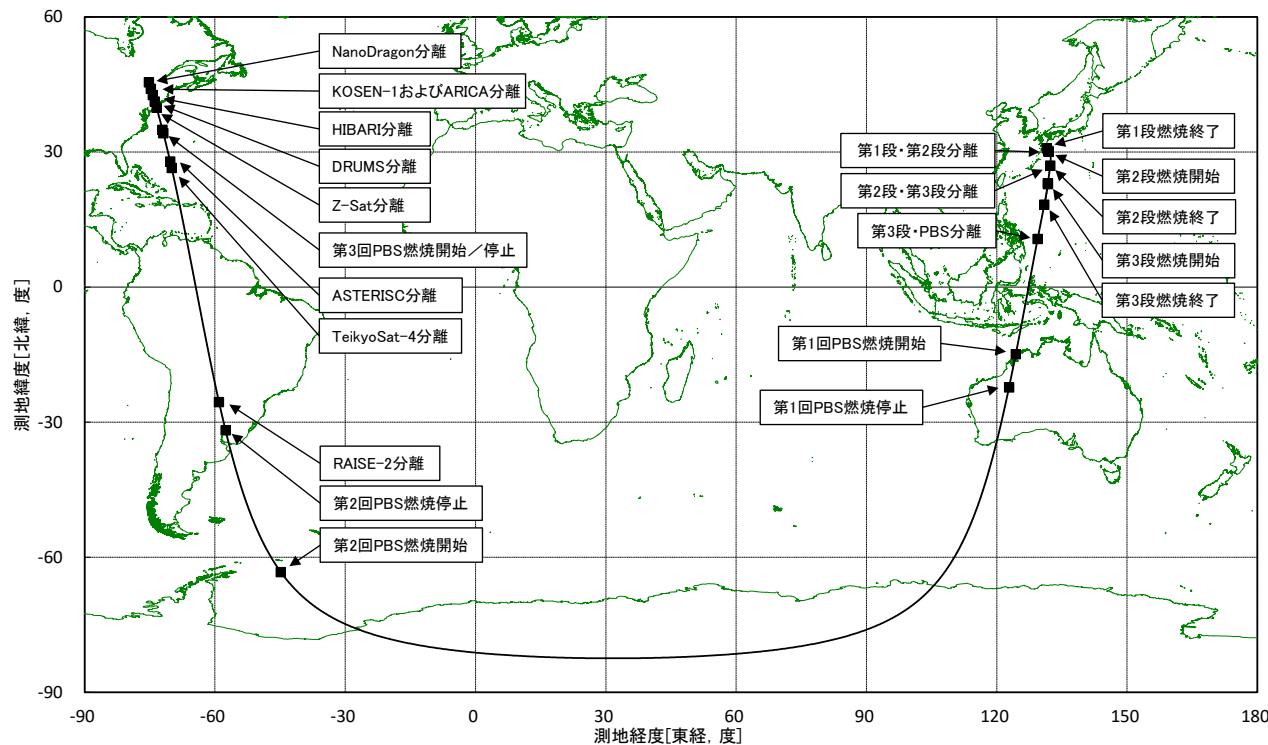 60
30
0
-30
-60
-90
測地緯度[北緯, 度]
NanoDragon分離
KOSEN-1およびARICA分離
HIBARI分離
DRUMS分離
Z-Sat分離
第3回PBS燃焼開始／停止
ASTERISC分離
TeikyoSat-4分離
RAISE-2分離
第2回PBS燃焼停止
第2回PBS燃焼開始
第1段・第2段分離
第2段・第3段分離
第3段・PBS分離
第1回PBS燃焼開始
第1回PBS燃焼停止
第1段燃焼終了
第2段燃焼開始
第2段燃焼終了
第3段燃焼開始
第3段燃焼終了
-90 -60 -30 0 30 60 90 120 150 180
測地経度[東経, 度]